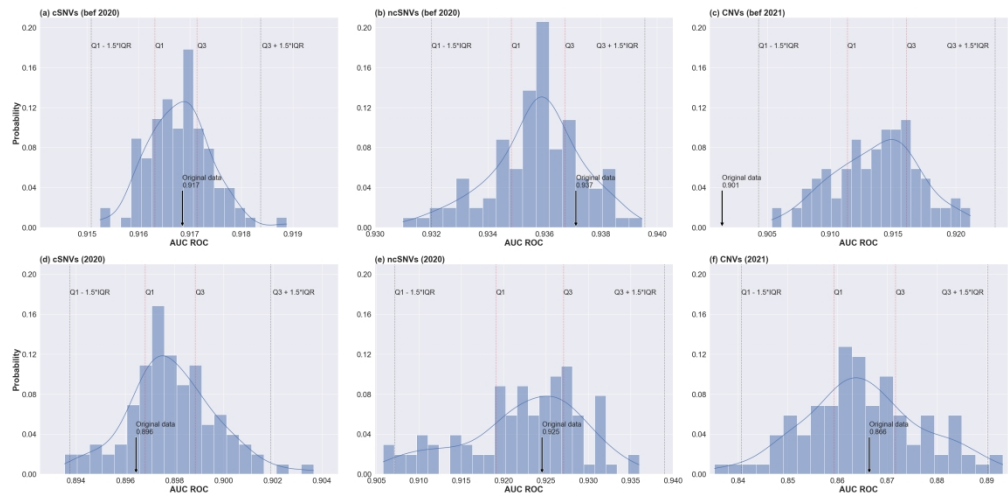 (a) cSNVs (bef 2020)
Q1 - 1.5*IQR
Q1
Q3
Q3 + 1.5*IQR
Original data
0.917
0.20
0.16
0.12
0.08
0.04
0.00
Probability
0.915
0.916
0.917
0.918
0.919
AUC ROC
(b) ncSNVs (bef 2020)
Q1 - 1.5*IQR
Q1
Q3
Q3 + 1.5*IQR
Original data
0.937
0.20
0.16
0.12
0.08
0.04
0.00
0.930
0.932
0.934
0.936
0.938
0.940
AUC ROC
(c) CNVs (bef 2021)
Q1 - 1.5*IQR
Q1
Q3
Q3 + 1.5*IQR
Original data
0.901
0.20
0.16
0.12
0.08
0.04
0.00
0.905
0.910
0.915
0.920
AUC ROC
(d) cSNVs (2020)
Q1 - 1.5*IQR
Q1
Q3
Q3 + 1.5*IQR
Original data
0.896
0.20
0.16
0.12
0.08
0.04
0.00
Probability
0.894
0.896
0.898
0.900
0.902
0.904
AUC ROC
(e) ncSNVs (2020)
Q1 - 1.5*IQR
Q1
Q3
Q3 + 1.5*IQR
Original data
0.925
0.20
0.16
0.12
0.08
0.04
0.00
0.905
0.910
0.915
0.920
0.925
0.930
0.935
0.940
AUC ROC
(f) CNVs (2021)
Q1 - 1.5*IQR
Q1
Q3
Q3 + 1.5*IQR
Original data
0.866
0.20
0.16
0.12
0.08
0.04
0.00
0.84
0.85
0.86
0.87
0.88
0.89
AUC ROC